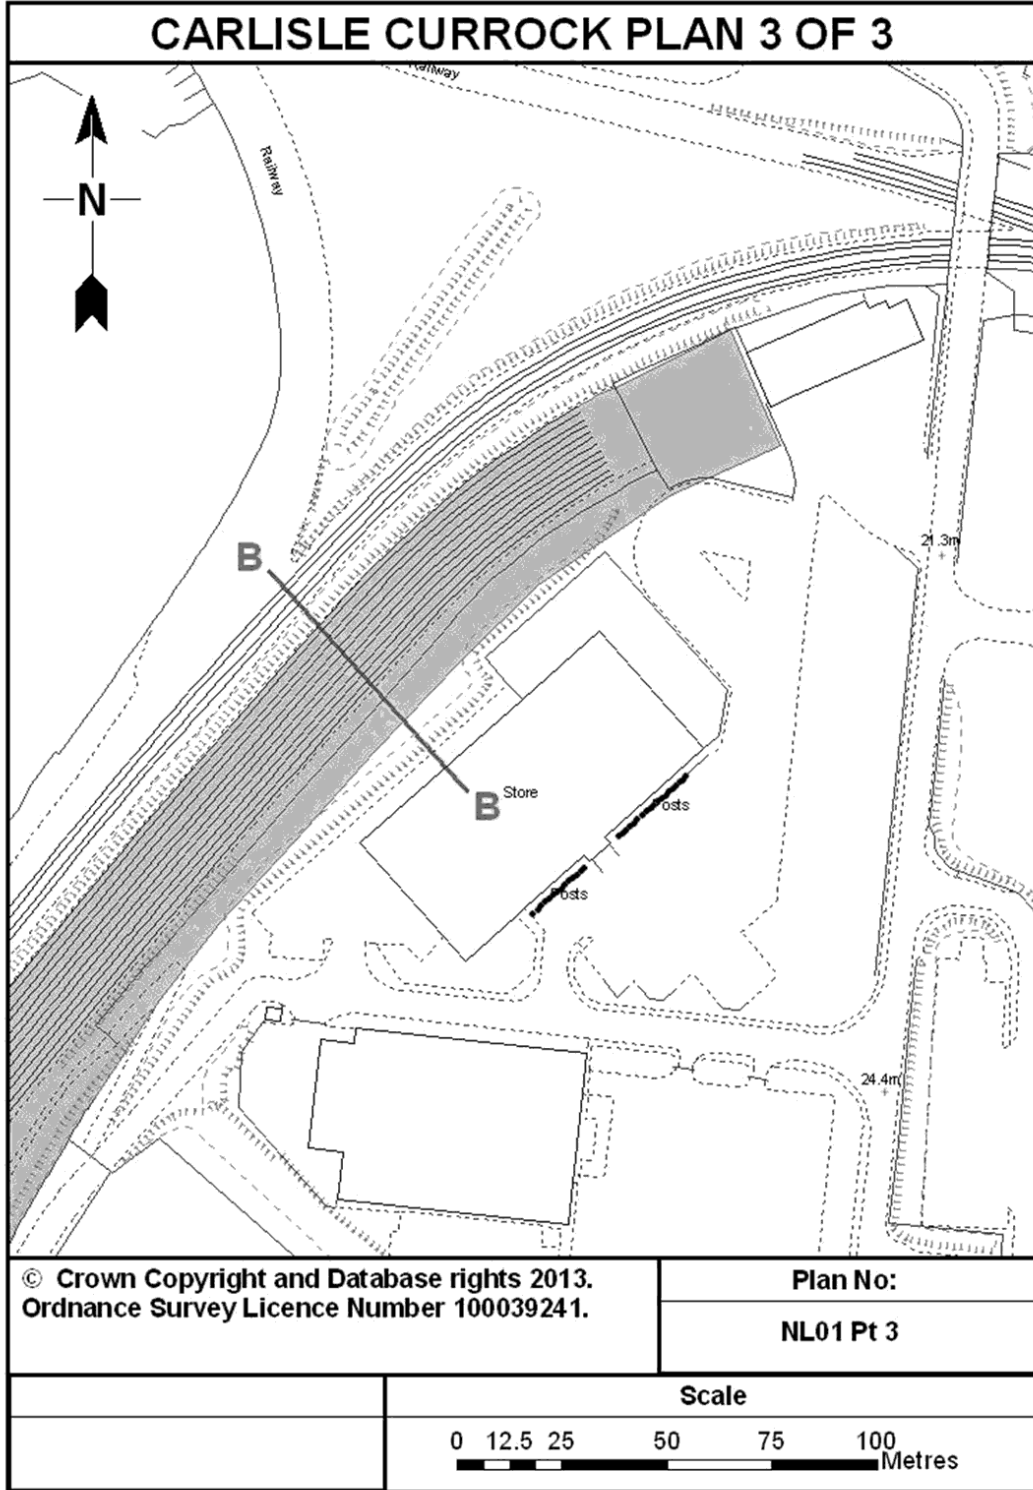 CARLISLE CURROCK PLAN 3 OF 3
Railway
N
Railway
21.3m
B
B
Store
Posts
Posts
24.4m
© Crown Copyright and Database rights 2013.
Ordnance Survey Licence Number 100039241.
Plan No:
NL01 Pt 3
Scale
0 12.5 25 50 75 100
Metres